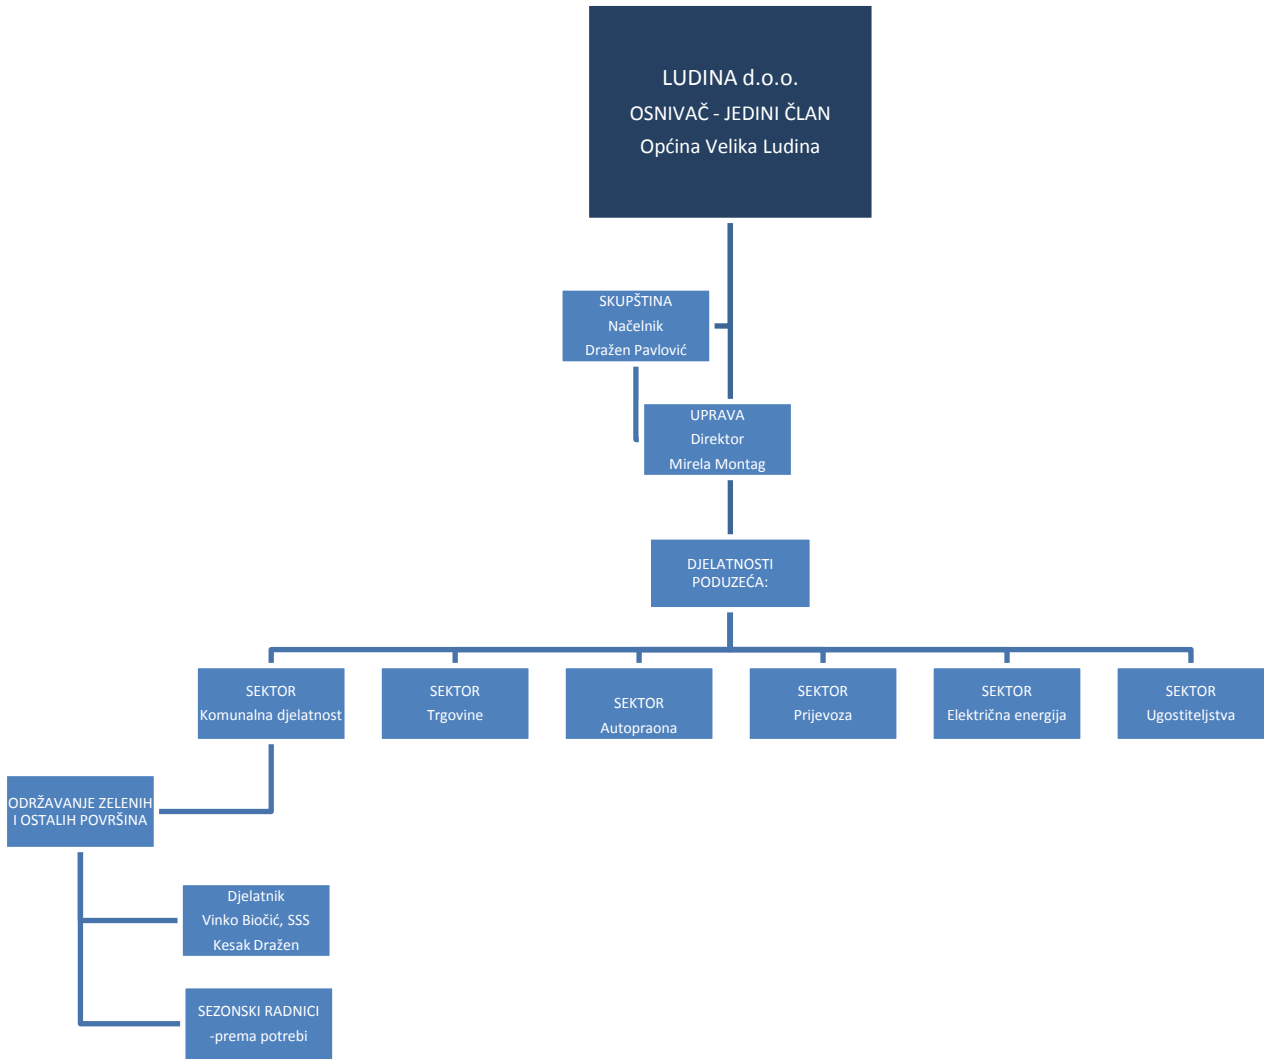 LUDINA d.o.o.
OSNIVAČ - JEDINI ČLAN
Općina Velika Ludina
SKUPŠTINA
Načelnik
Dražen Pavlović
UPRAVA
Direktor
Mirela Montag
DJELATNOSTI
PODUZEĆA:
SEKTOR
Komunalna djelatnost
SEKTOR
Trgovine
SEKTOR
Autopraona
SEKTOR
Prijevoza
SEKTOR
Električna energija
SEKTOR
Ugostiteljstva
ODRŽAVANJE ZELENIH
I OSTALIH POVRŠINA
Djelatnik
Vinko Biočić, SSS
Kesak Dražen
SEZONSKI RADNICI
-prema potrebi